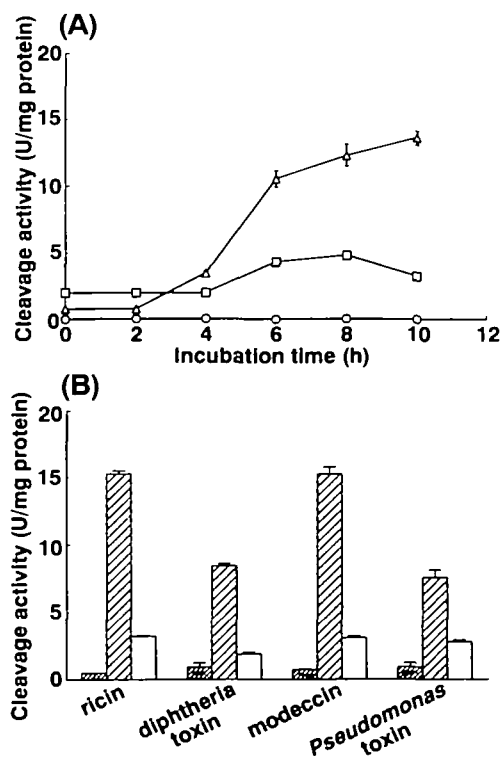 (A)
Cleavage activity (U/mg protein)
20
15
10
5
0
0 2 4 6 8 10 12
Incubation time (h)
(B)
Cleavage activity (U/mg protein)
20
15
10
5
0
ricin
diphtheria
toxin
modeccin
Pseudomonas
toxin